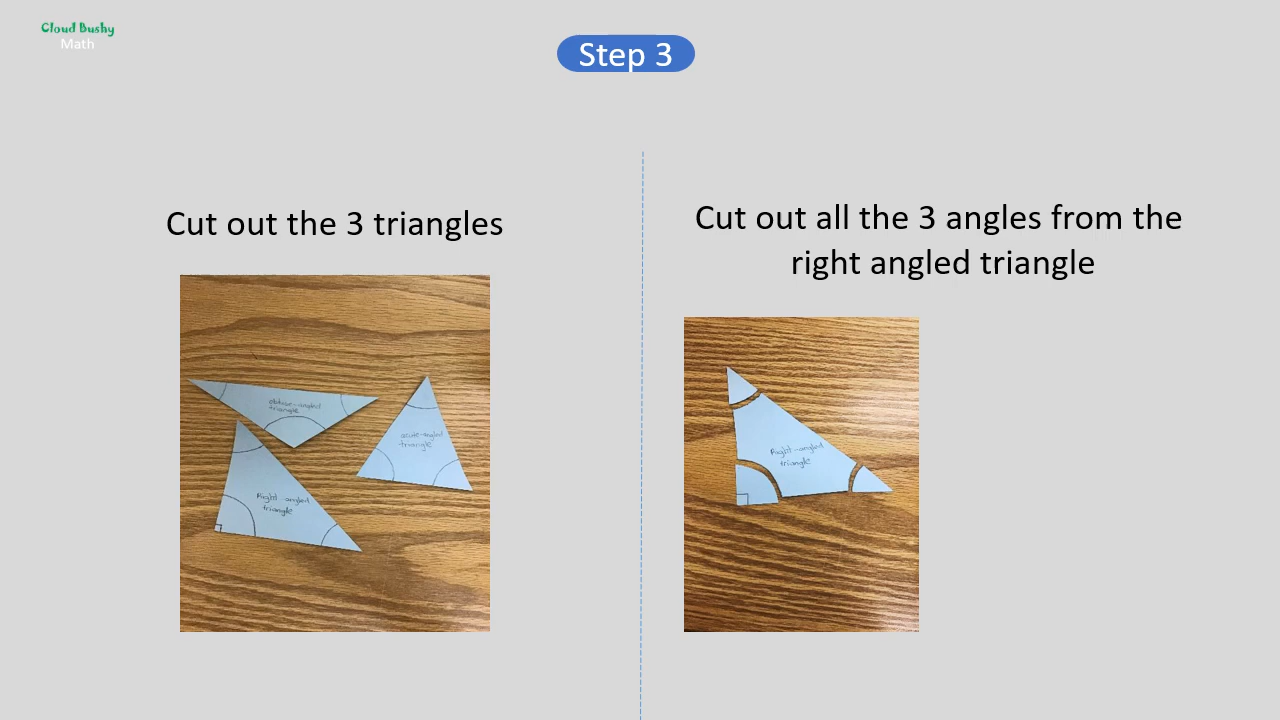 Cloud Bushy
Math
Step 3
Cut out the 3 triangles
obtuse-angled
triangle
acute-angled
triangle
Right-angled
triangle
Cut out all the 3 angles from the
right angled triangle
Right-angled
triangle